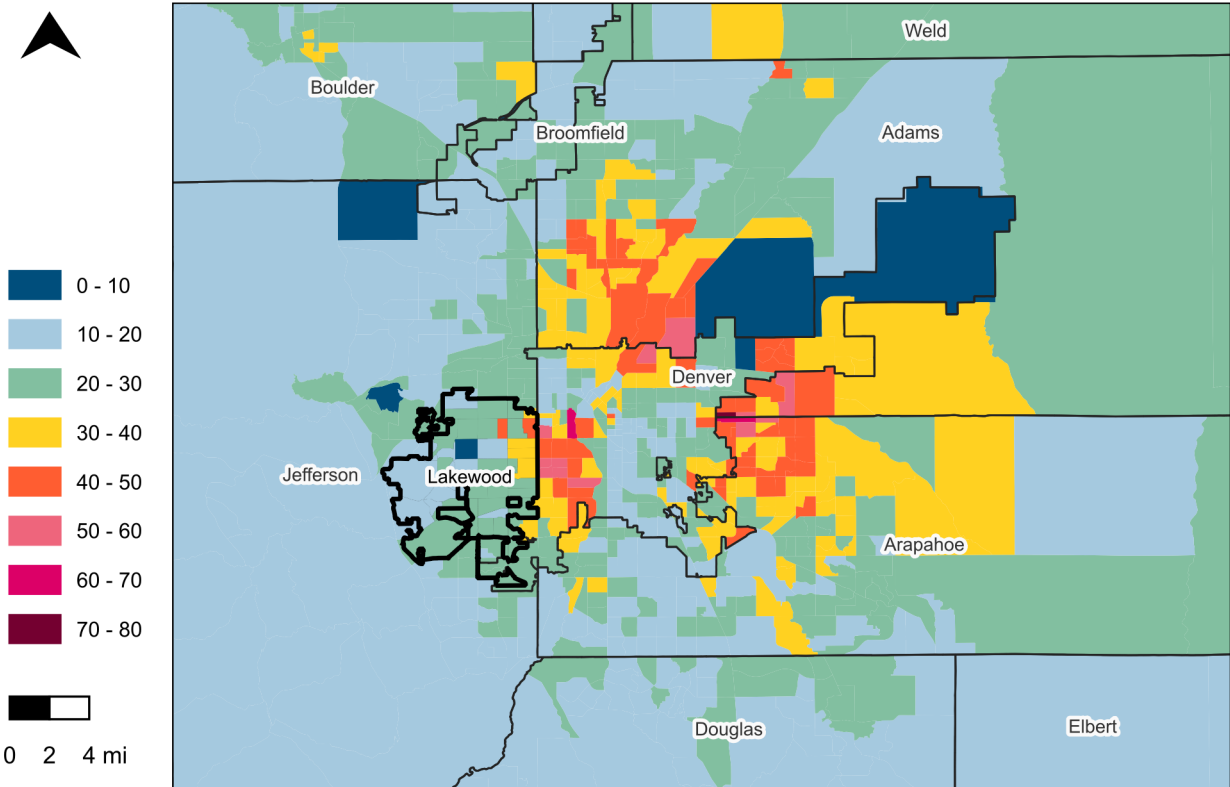 Weld
Boulder
Broomfield
Adams
0 - 10
10 - 20
20 - 30
30 - 40
40 - 50
50 - 60
60 - 70
70 - 80
Denver
Jefferson
Lakewood
Arapahoe
Douglas
Elbert
0 2 4 mi